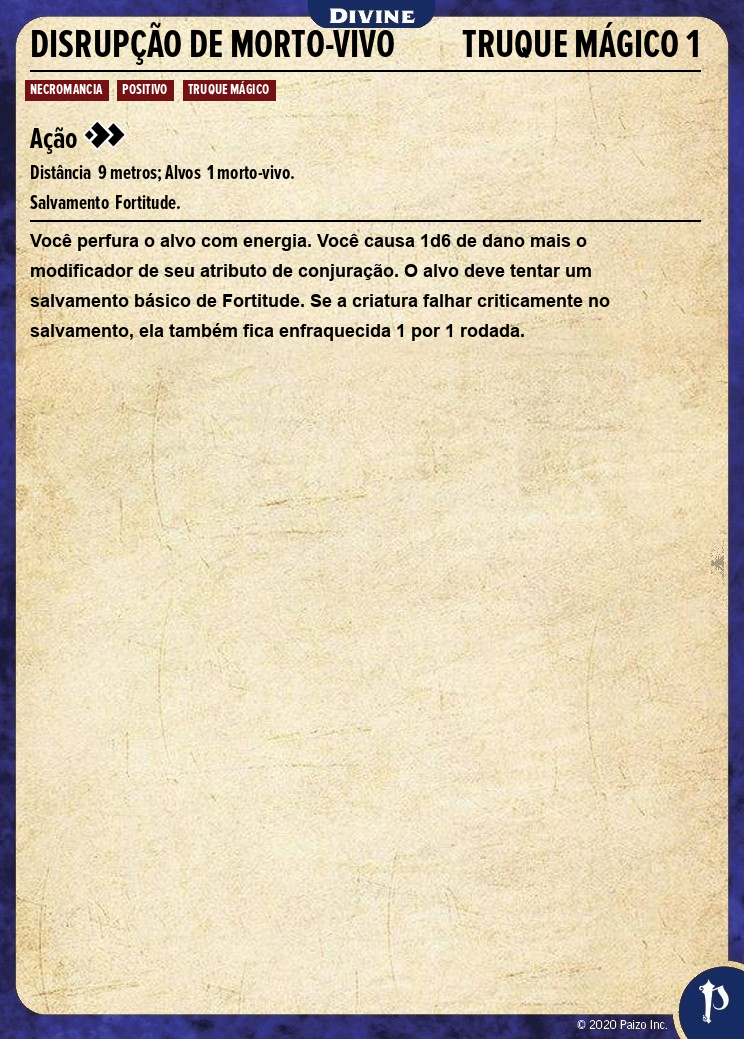 DIVINE
DISRUPÇÃO DE MORTO-VIVO TRUQUE MÁGICO 1
NECROMANCIA POSITIVO TRUQUE MÁGICO
Ação
Distância 9 metros; Alvos 1 morto-vivo.
Salvamento Fortitude.
Você perfura o alvo com energia. Você causa 1d6 de dano mais o
modificador de seu atributo de conjuração. O alvo deve tentar um
salvamento básico de Fortitude. Se a criatura falhar criticamente no
salvamento, ela também fica enfraquecida 1 por 1 rodada.
© 2020 Paizo Inc.
P